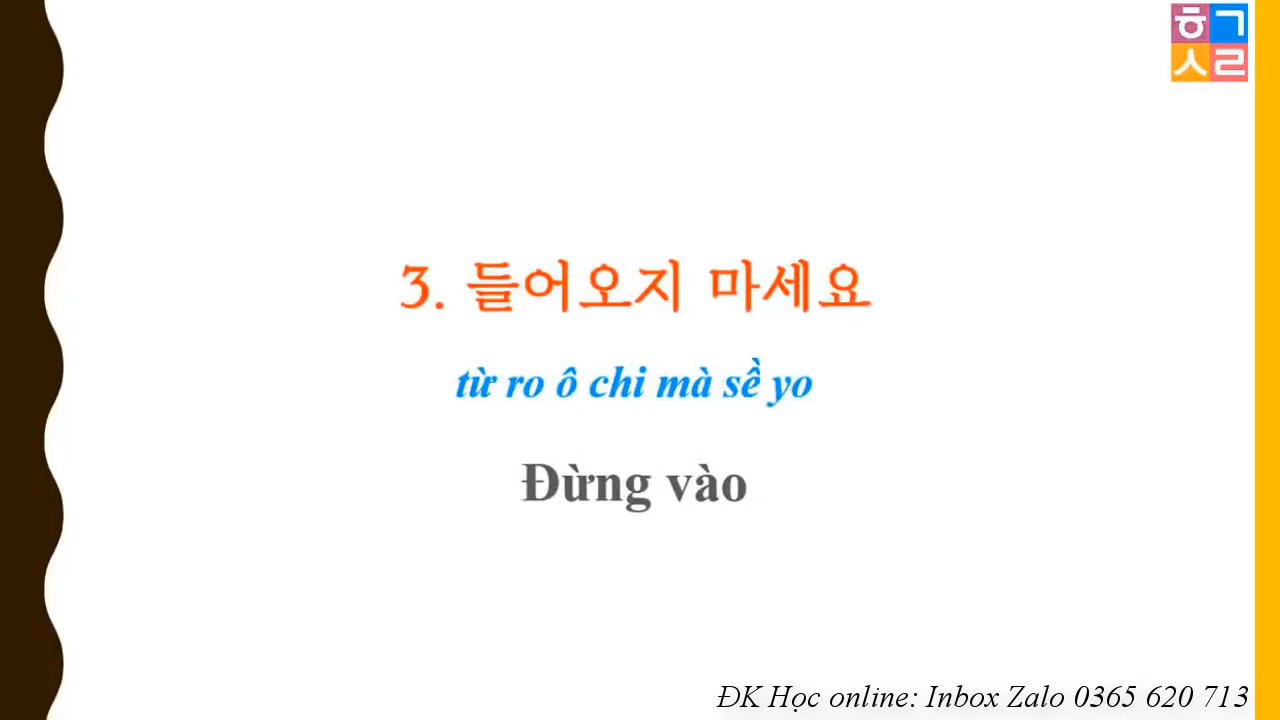 ㅎㄱ
ㅅㄹ
3. 들어오지 마세요
từ ro ô chi mà sề yo
Đừng vào
ĐK Học online: Inbox Zalo 0365 620 713